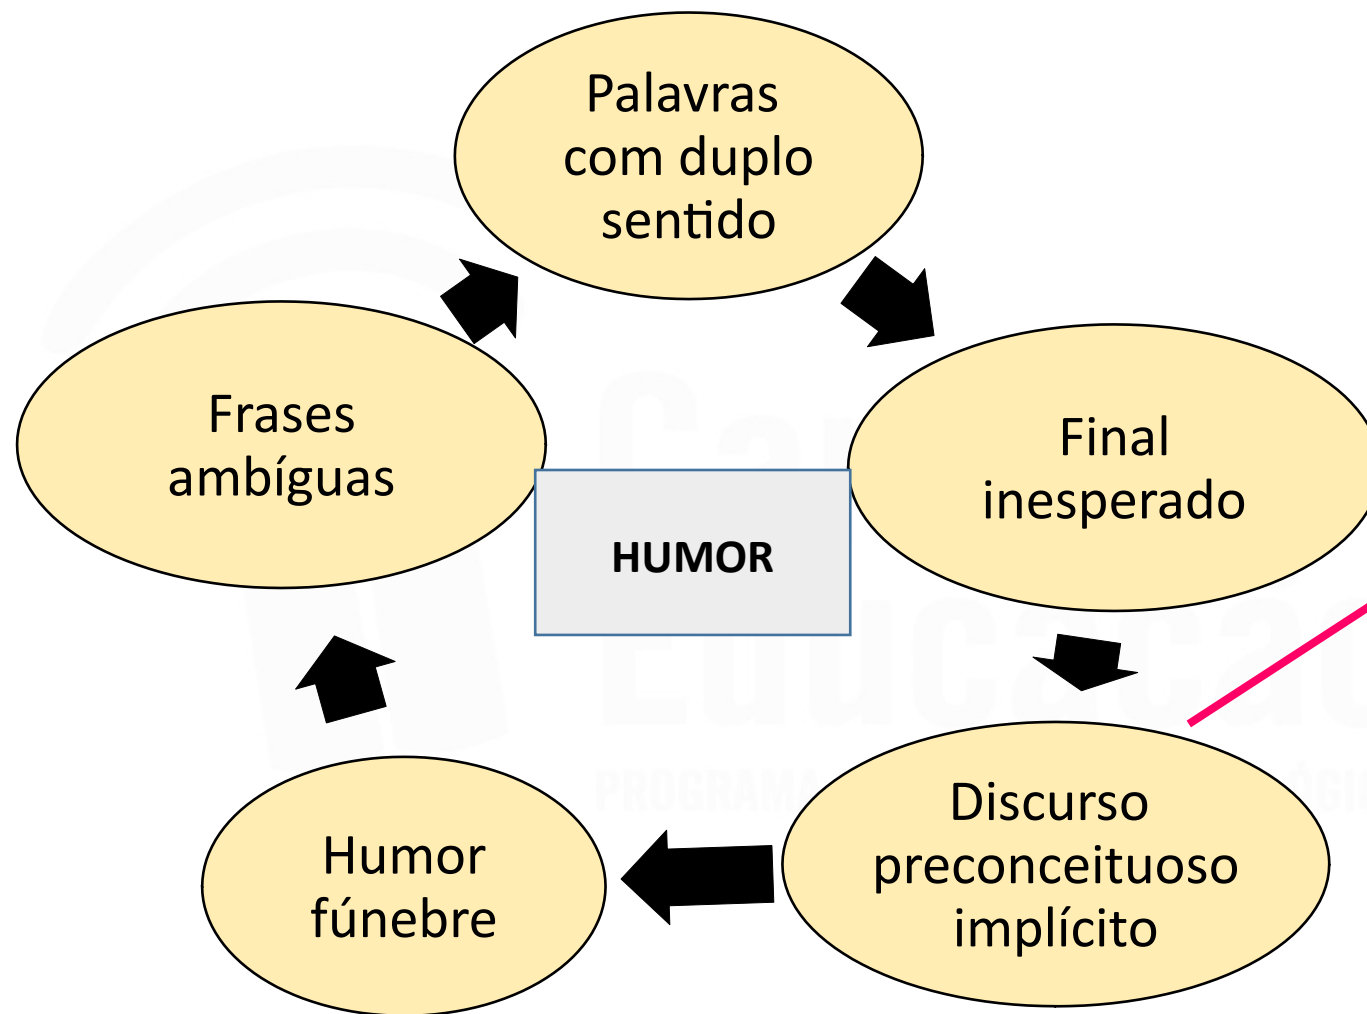 Palavras
com duplo
sentido
Frases
ambíguas
Final
inesperado
HUMOR
Discurso
preconceituoso
implícito
Humor
fúnebre